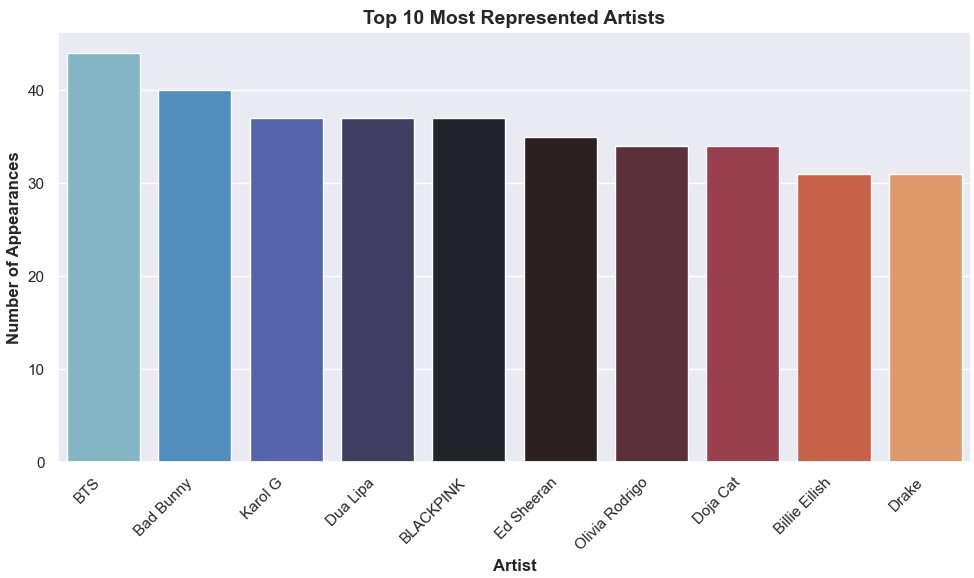 Top 10 Most Represented Artists
Number of Appearances
40
30
20
10
0
BTS
Bad Bunny
Karol G
Dua Lipa
BLACKPINK
Ed Sheeran
Olivia Rodrigo
Doja Cat
Billie Eilish
Drake
Artist